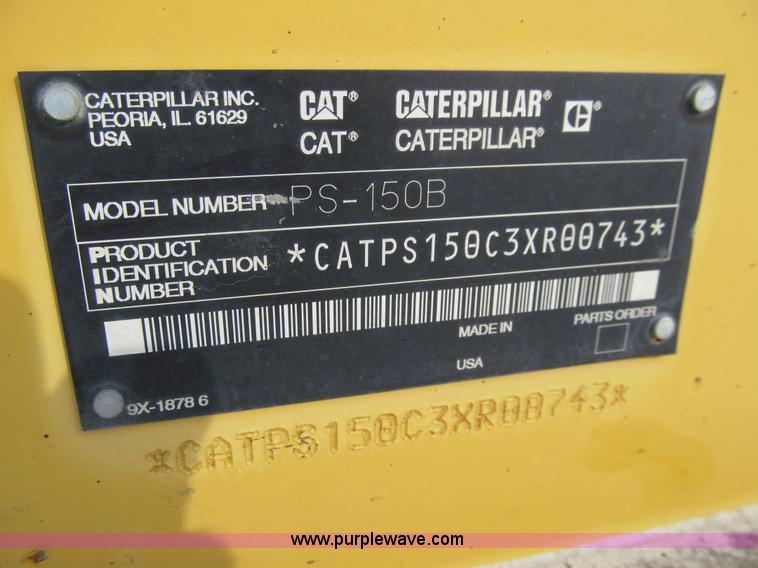 CATERPILLAR INC.
PEORIA, IL. 61629
USA
CAT® CATERPILLAR® C®
CAT® CATERPILLAR®
MODEL NUMBER PS-150B
PRODUCT
IDENTIFICATION
NUMBER
*CATPS150C3XR00743*
MADE IN
USA
PARTS ORDER
9X-1878 6
*CATPS150C3XR00743*
www.purplewave.com